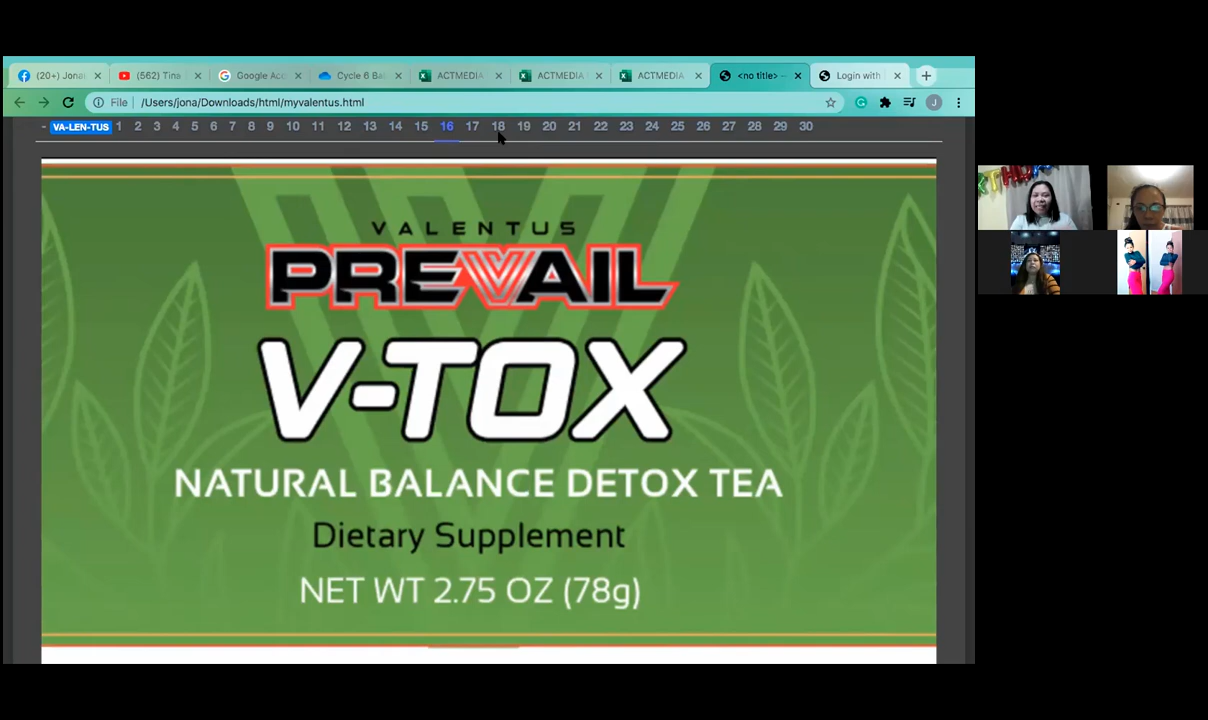 (20+) Jona
(562) Tina
Google Acc
Cycle 6 Ba
ACTMEDIA
ACTMEDIA
ACTMEDIA
<no title>
Login with
File /Users/jona/Downloads/html/myvalentus.html
J
- VA-LEN-TUS 1 2 3 4 5 6 7 8 9 10 11 12 13 14 15 16 17 18 19 20 21 22 23 24 25 26 27 28 29 30
VALENTUS
PREVAIL
V-TOX
NATURAL BALANCE DETOX TEA
Dietary Supplement
NET WT 2.75 OZ (78g)